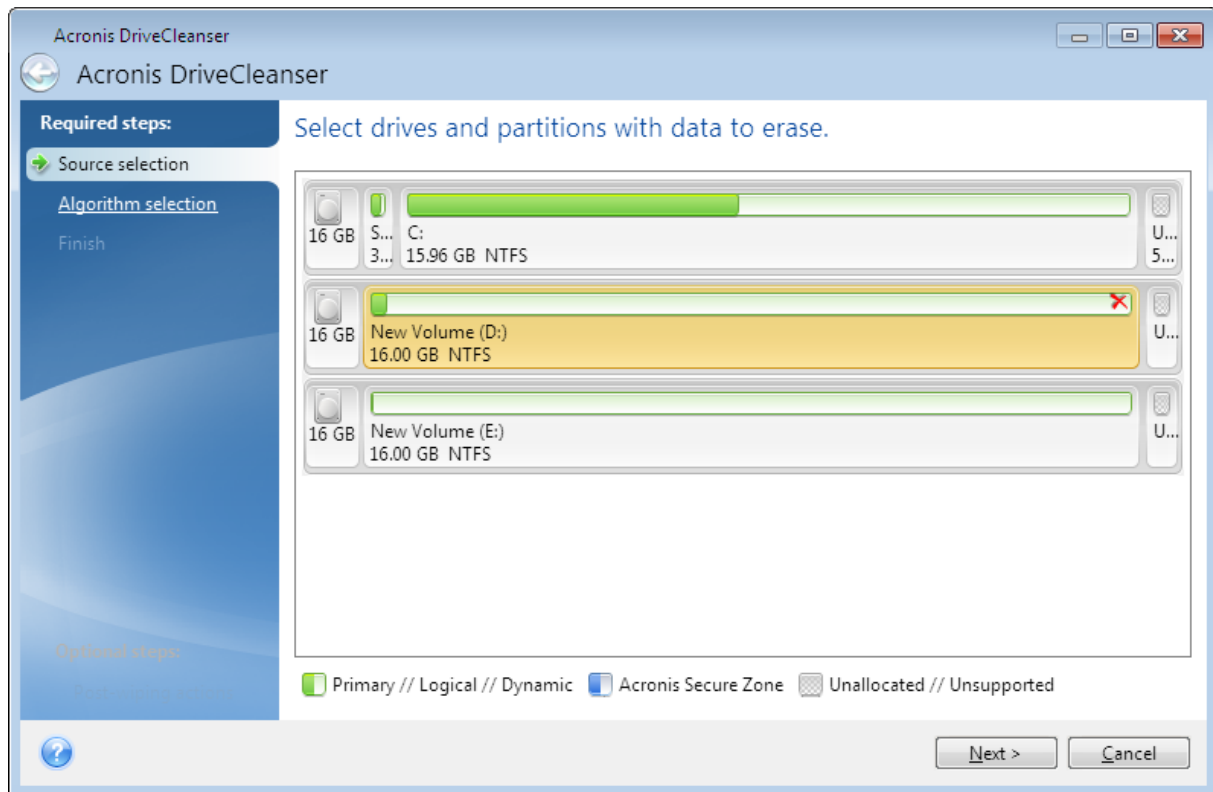 Acronis DriveCleanser
Acronis DriveCleanser
Required steps:
Source selection
Algorithm selection
Finish
Optional steps:
Select drives and partitions with data to erase.
16 GB
S...
3...
C:
15.96 GB NTFS
U...
5...
16 GB
New Volume (D:)
16.00 GB NTFS
U...
16 GB
New Volume (E:)
16.00 GB NTFS
U...
Primary // Logical // Dynamic
Acronis Secure Zone
Unallocated // Unsupported
?
Next >
Cancel